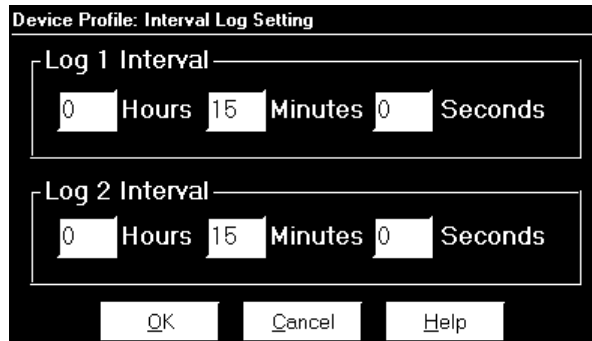 Device Profile: Interval Log Setting
Log 1 Interval
0 Hours 15 Minutes 0 Seconds
Log 2 Interval
0 Hours 15 Minutes 0 Seconds
OK Cancel Help